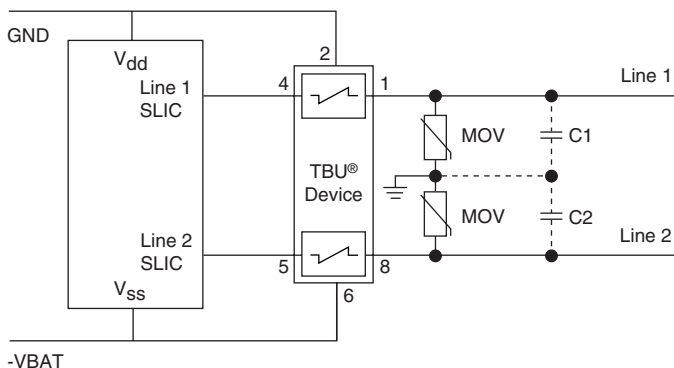 GND
Vdd
2
Line 1
SLIC
4
1
Line 1
MOV
C1
TBU®
Device
MOV
C2
Line 2
SLIC
5
8
Line 2
6
Vss
-VBAT